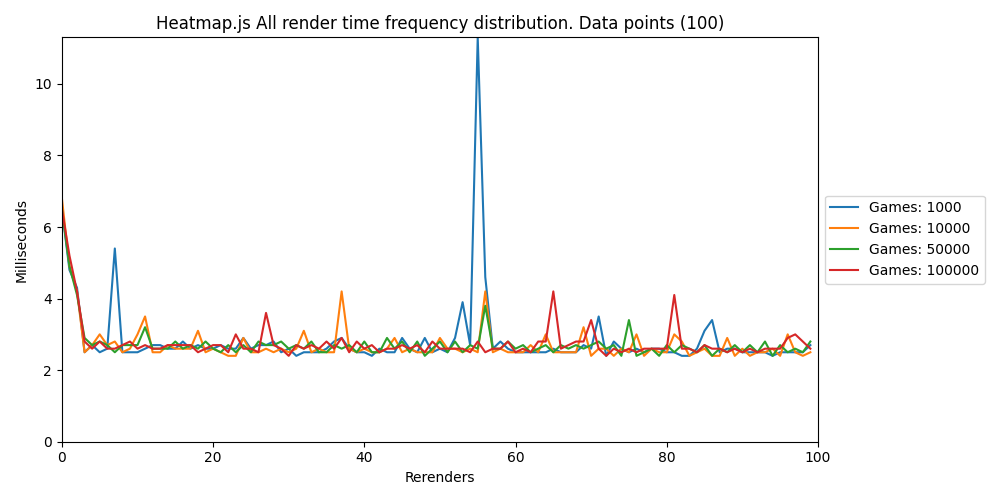 Heatmap.js All render time frequency distribution. Data points (100)
10
8
6
4
2
0
Milliseconds
0 20 40 60 80 100
Rerenders
Games: 1000
Games: 10000
Games: 50000
Games: 100000